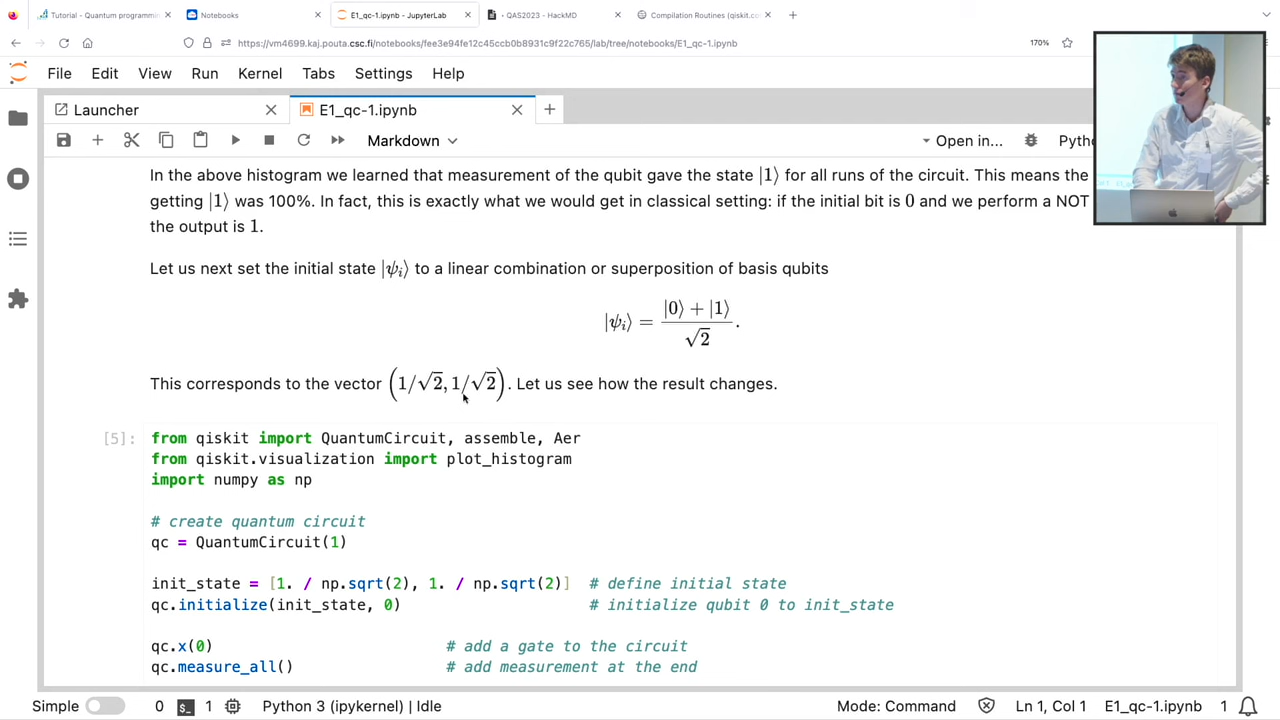 Tutorial - Quantum programmin
Notebooks
E1_qc-1.ipynb - JupyterLab
- QAS2023 - HackMD
Compilation Routines (qiskit.co
https://vm4699.kaj.pouta.csc.fi/notebooks/fee3e94fe12c45ccb0b8931c9f22c765/lab/tree/notebooks/E1_qc-1.ipynb
170%
File Edit View Run Kernel Tabs Settings Help
Launcher
E1_qc-1.ipynb
Markdown
Open in...
Pytho
In the above histogram we learned that measurement of the qubit gave the state |1⟩ for all runs of the circuit. This means the
getting |1⟩ was 100%. In fact, this is exactly what we would get in classical setting: if the initial bit is 0 and we perform a NOT
the output is 1.
Let us next set the initial state |ψᵢ⟩ to a linear combination or superposition of basis qubits
|ψᵢ⟩ = (|0⟩ + |1⟩)/√2.
This corresponds to the vector (1/√2, 1/√2). Let us see how the result changes.
[5]:
from qiskit import QuantumCircuit, assemble, Aer
from qiskit.visualization import plot_histogram
import numpy as np
# create quantum circuit
qc = QuantumCircuit(1)
init_state = [1. / np.sqrt(2), 1. / np.sqrt(2)] # define initial state
qc.initialize(init_state, 0) # initialize qubit 0 to init_state
qc.x(0) # add a gate to the circuit
qc.measure_all() # add measurement at the end
Simple 0 1 Python 3 (ipykernel) | Idle Mode: Command Ln 1, Col 1 E1_qc-1.ipynb 1